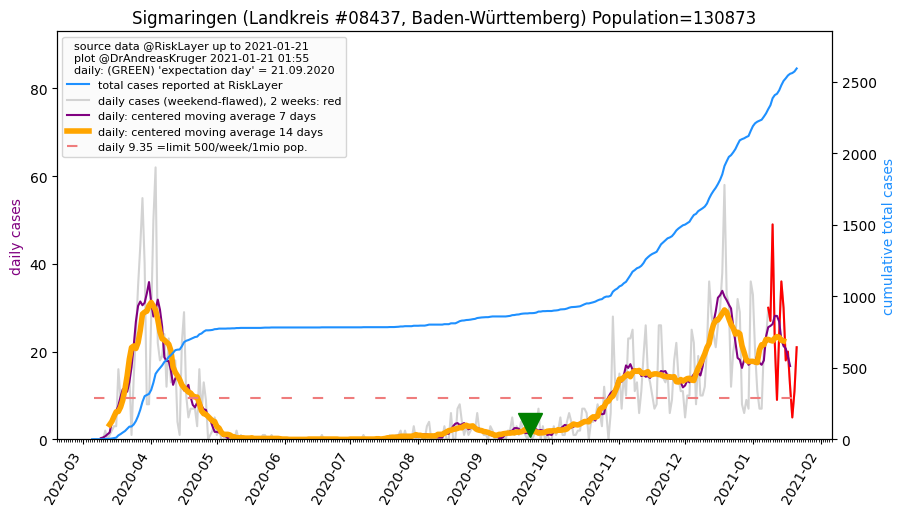 Sigmaringen (Landkreis #08437, Baden-Württemberg) Population=130873
source data @RiskLayer up to 2021-01-21
plot @DrAndreasKruger 2021-01-21 01:55
daily: (GREEN) 'expectation day' = 21.09.2020
total cases reported at RiskLayer
daily cases (weekend-flawed), 2 weeks: red
daily: centered moving average 7 days
daily: centered moving average 14 days
daily 9.35 =limit 500/week/1mio pop.
daily cases
80
60
40
20
0
cumulative total cases
2500
2000
1500
1000
500
0
2020-03
2020-04
2020-05
2020-06
2020-07
2020-08
2020-09
2020-10
2020-11
2020-12
2021-01
2021-02